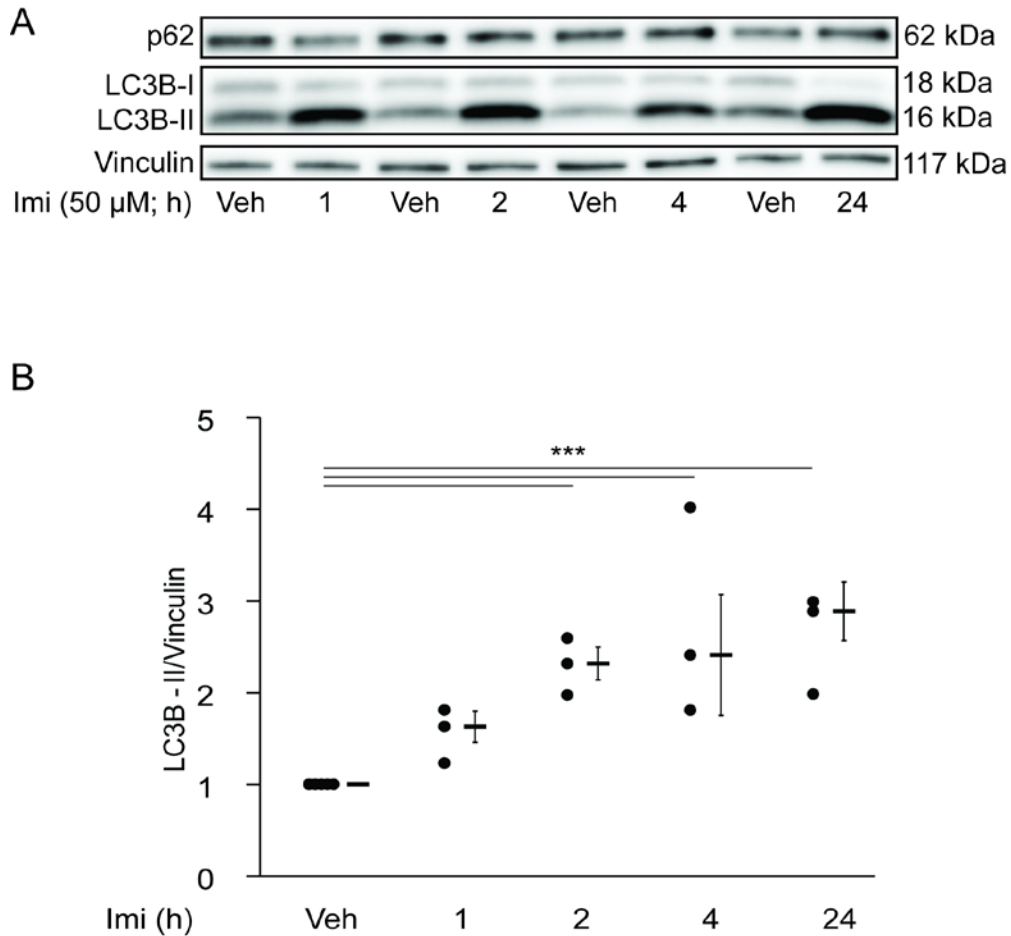 A
p62 62 kDa
LC3B-I 18 kDa
LC3B-II 16 kDa
Vinculin 117 kDa
Imi (50 µM; h) Veh 1 Veh 2 Veh 4 Veh 24
B
5
***
4
3
2
1
0
LC3B - II/Vinculin
Imi (h) Veh 1 2 4 24